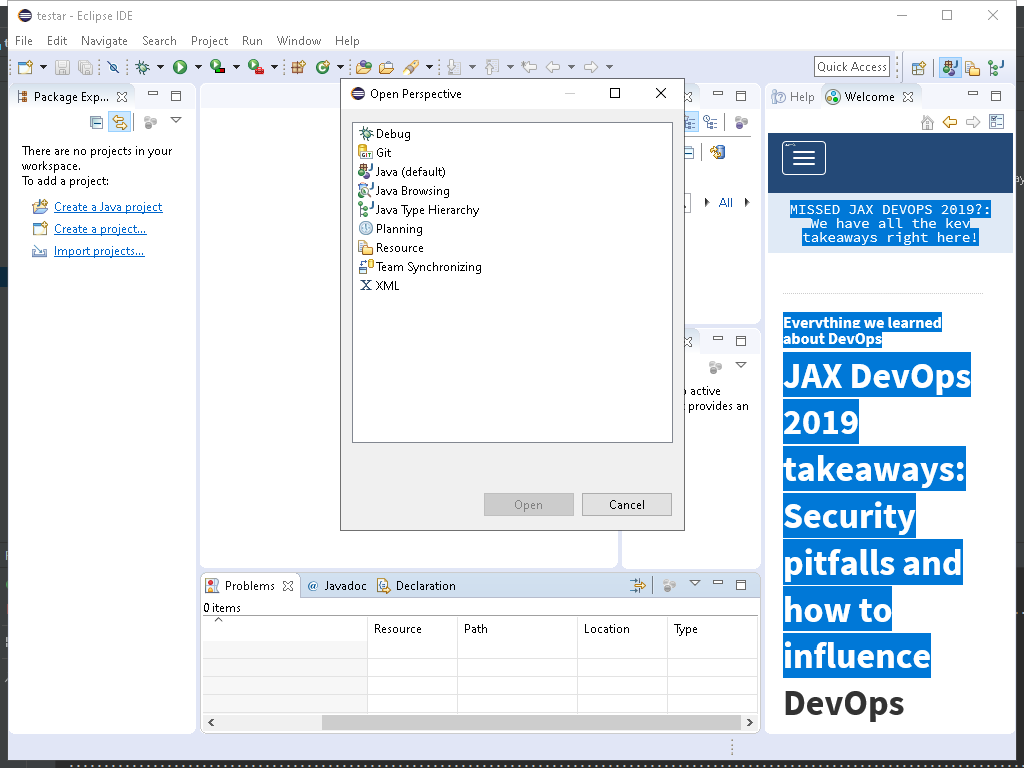 testar - Eclipse IDE
File Edit Navigate Search Project Run Window Help
Quick Access
Package Exp...
There are no projects in your
workspace.
To add a project:
Create a Java project
Create a project...
Import projects...
Open Perspective
Debug
Git
Java (default)
Java Browsing
Java Type Hierarchy
Planning
Resource
Team Synchronizing
XML
Open Cancel
All
active
provides an
Help Welcome
MISSED JAX DEVOPS 2019?:
We have all the key
takeaways right here!
Everything we learned
about DevOps
JAX DevOps
2019
takeaways:
Security
pitfalls and
how to
influence
DevOps
Problems @ Javadoc Declaration
0 items
Resource Path Location Type